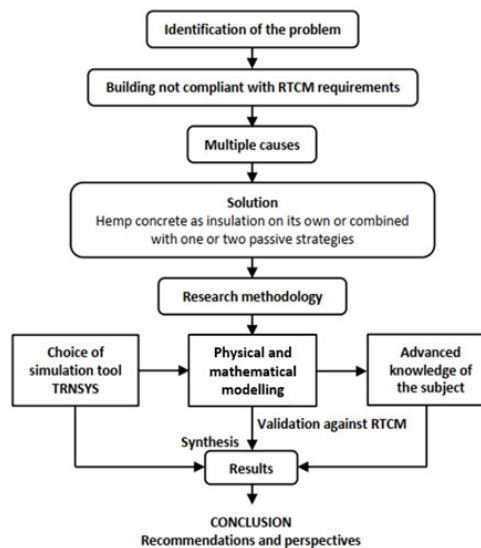 Identification of the problem
Building not compliant with RTCM requirements
Multiple causes
Solution
Hemp concrete as insulation on its own or combined
with one or two passive strategies
Research methodology
Choice of
simulation tool
TRNSYS
Physical and
mathematical
modelling
Advanced
knowledge of
the subject
Validation against RTCM
Synthesis
Results
CONCLUSION
Recommendations and perspectives